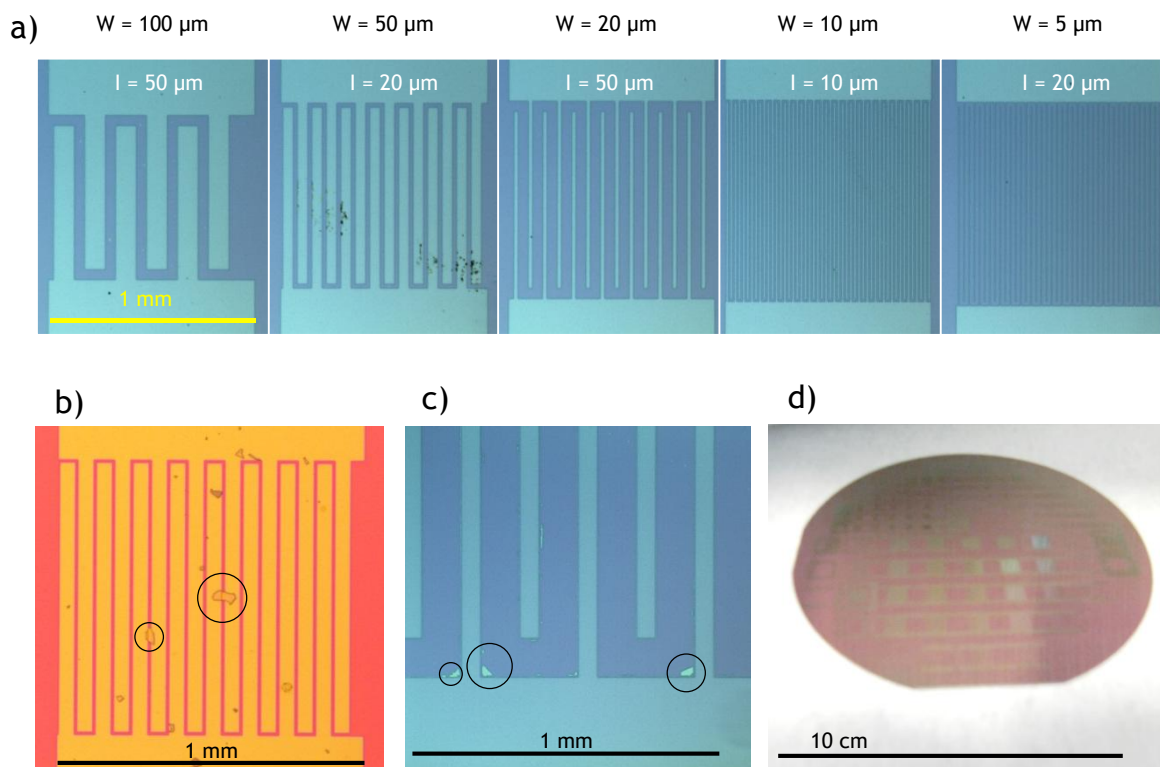 a)
W = 100 µm W = 50 µm W = 20 µm W = 10 µm W = 5 µm
l = 50 µm l = 20 µm l = 50 µm l = 10 µm l = 20 µm
1 mm
b) c) d)
1 mm 1 mm 10 cm